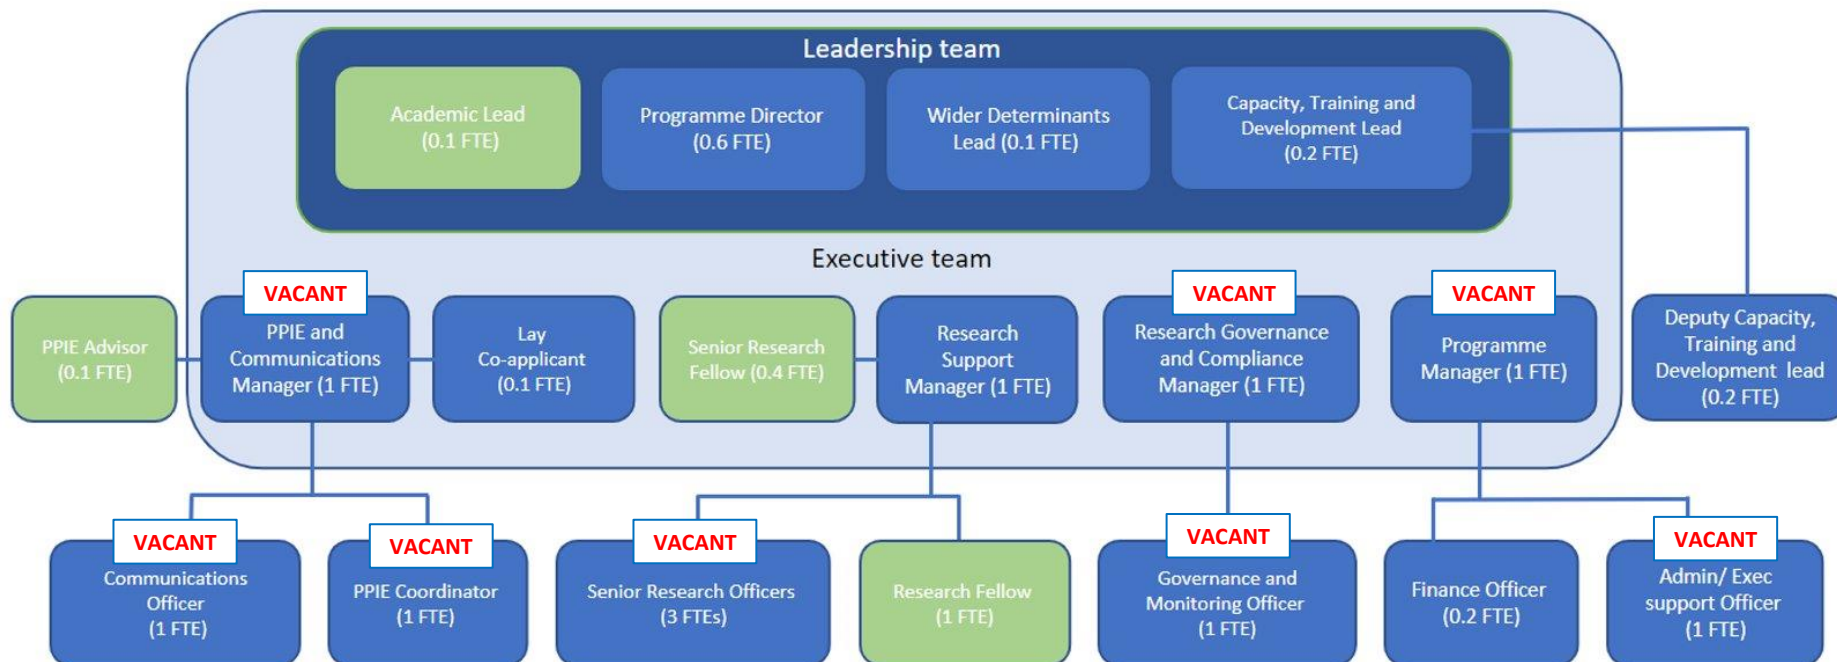 Leadership team
Academic Lead
(0.1 FTE)
Programme Director
(0.6 FTE)
Wider Determinants
Lead (0.1 FTE)
Capacity, Training and
Development Lead
(0.2 FTE)
Executive team
PPIE Advisor
(0.1 FTE)
VACANT
PPIE and
Communications
Manager (1 FTE)
Lay
Co-applicant
(0.1 FTE)
Senior Research
Fellow (0.4 FTE)
Research
Support
Manager (1 FTE)
VACANT
Research Governance
and Compliance
Manager (1 FTE)
VACANT
Programme
Manager (1 FTE)
Deputy Capacity,
Training and
Development lead
(0.2 FTE)
VACANT
Communications
Officer
(1 FTE)
VACANT
PPIE Coordinator
(1 FTE)
VACANT
Senior Research Officers
(3 FTEs)
Research Fellow
(1 FTE)
VACANT
Governance and
Monitoring Officer
(1 FTE)
Finance Officer
(0.2 FTE)
VACANT
Admin/ Exec
support Officer
(1 FTE)